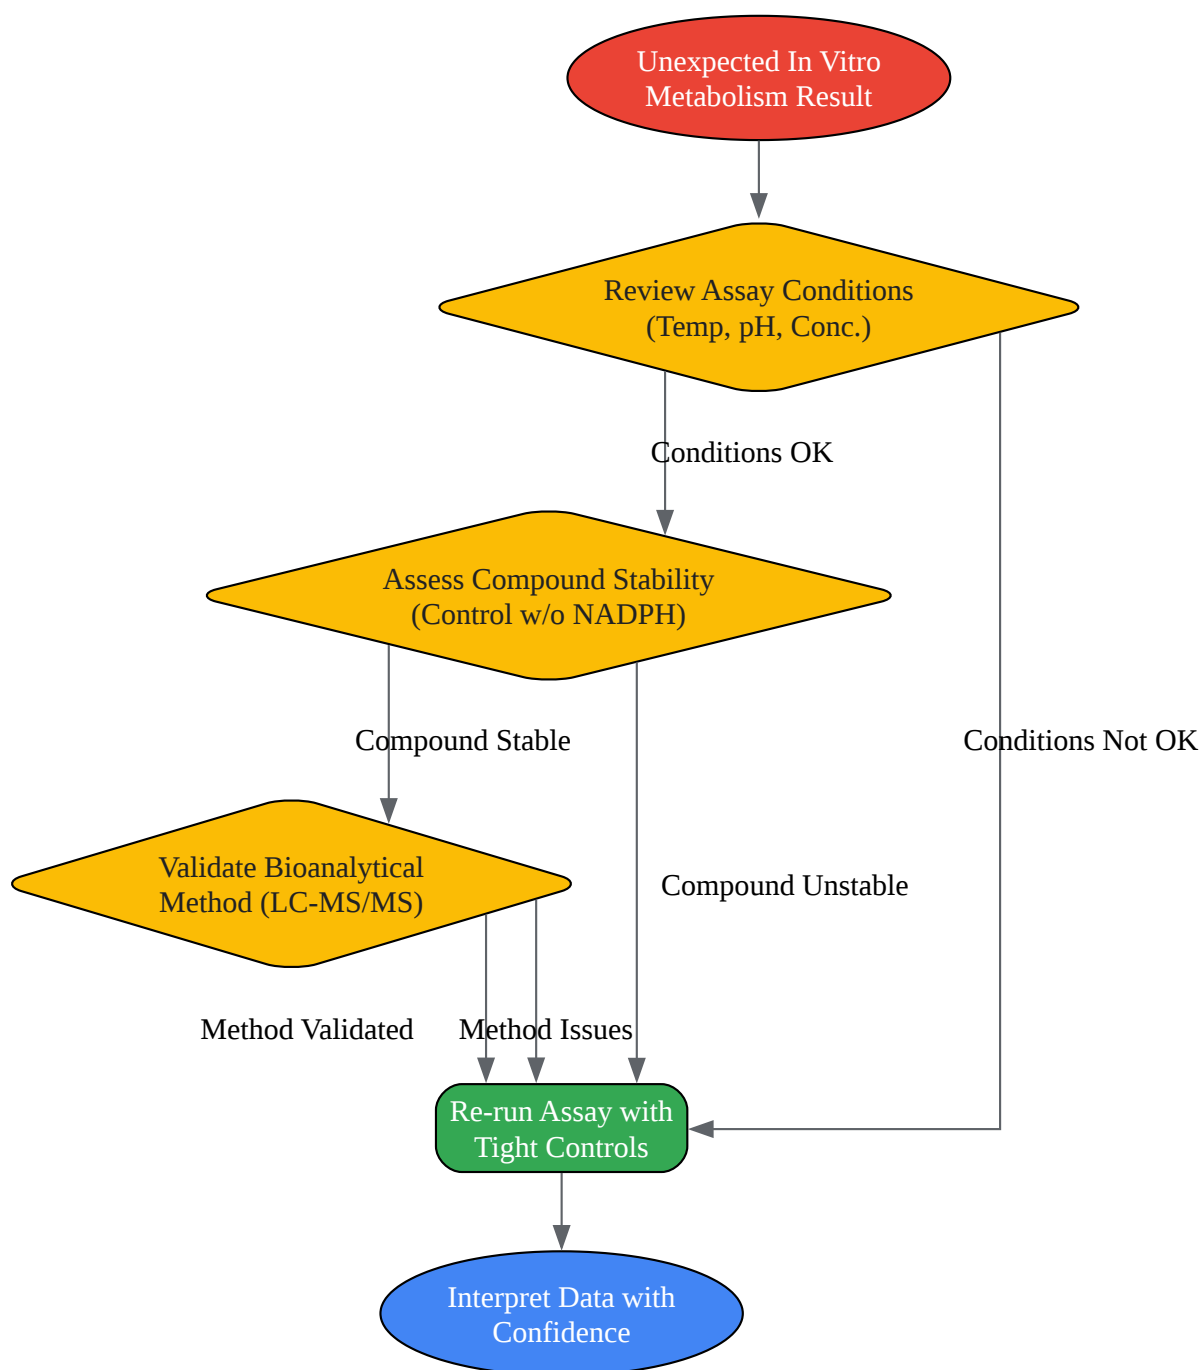 Unexpected In Vitro
Metabolism Result
Review Assay Conditions
(Temp, pH, Conc.)
Conditions OK
Assess Compound Stability
(Control w/o NADPH)
Compound Stable
Conditions Not OK
Validate Bioanalytical
Method (LC-MS/MS)
Compound Unstable
Method Validated
Method Issues
Re-run Assay with
Tight Controls
Interpret Data with
Confidence